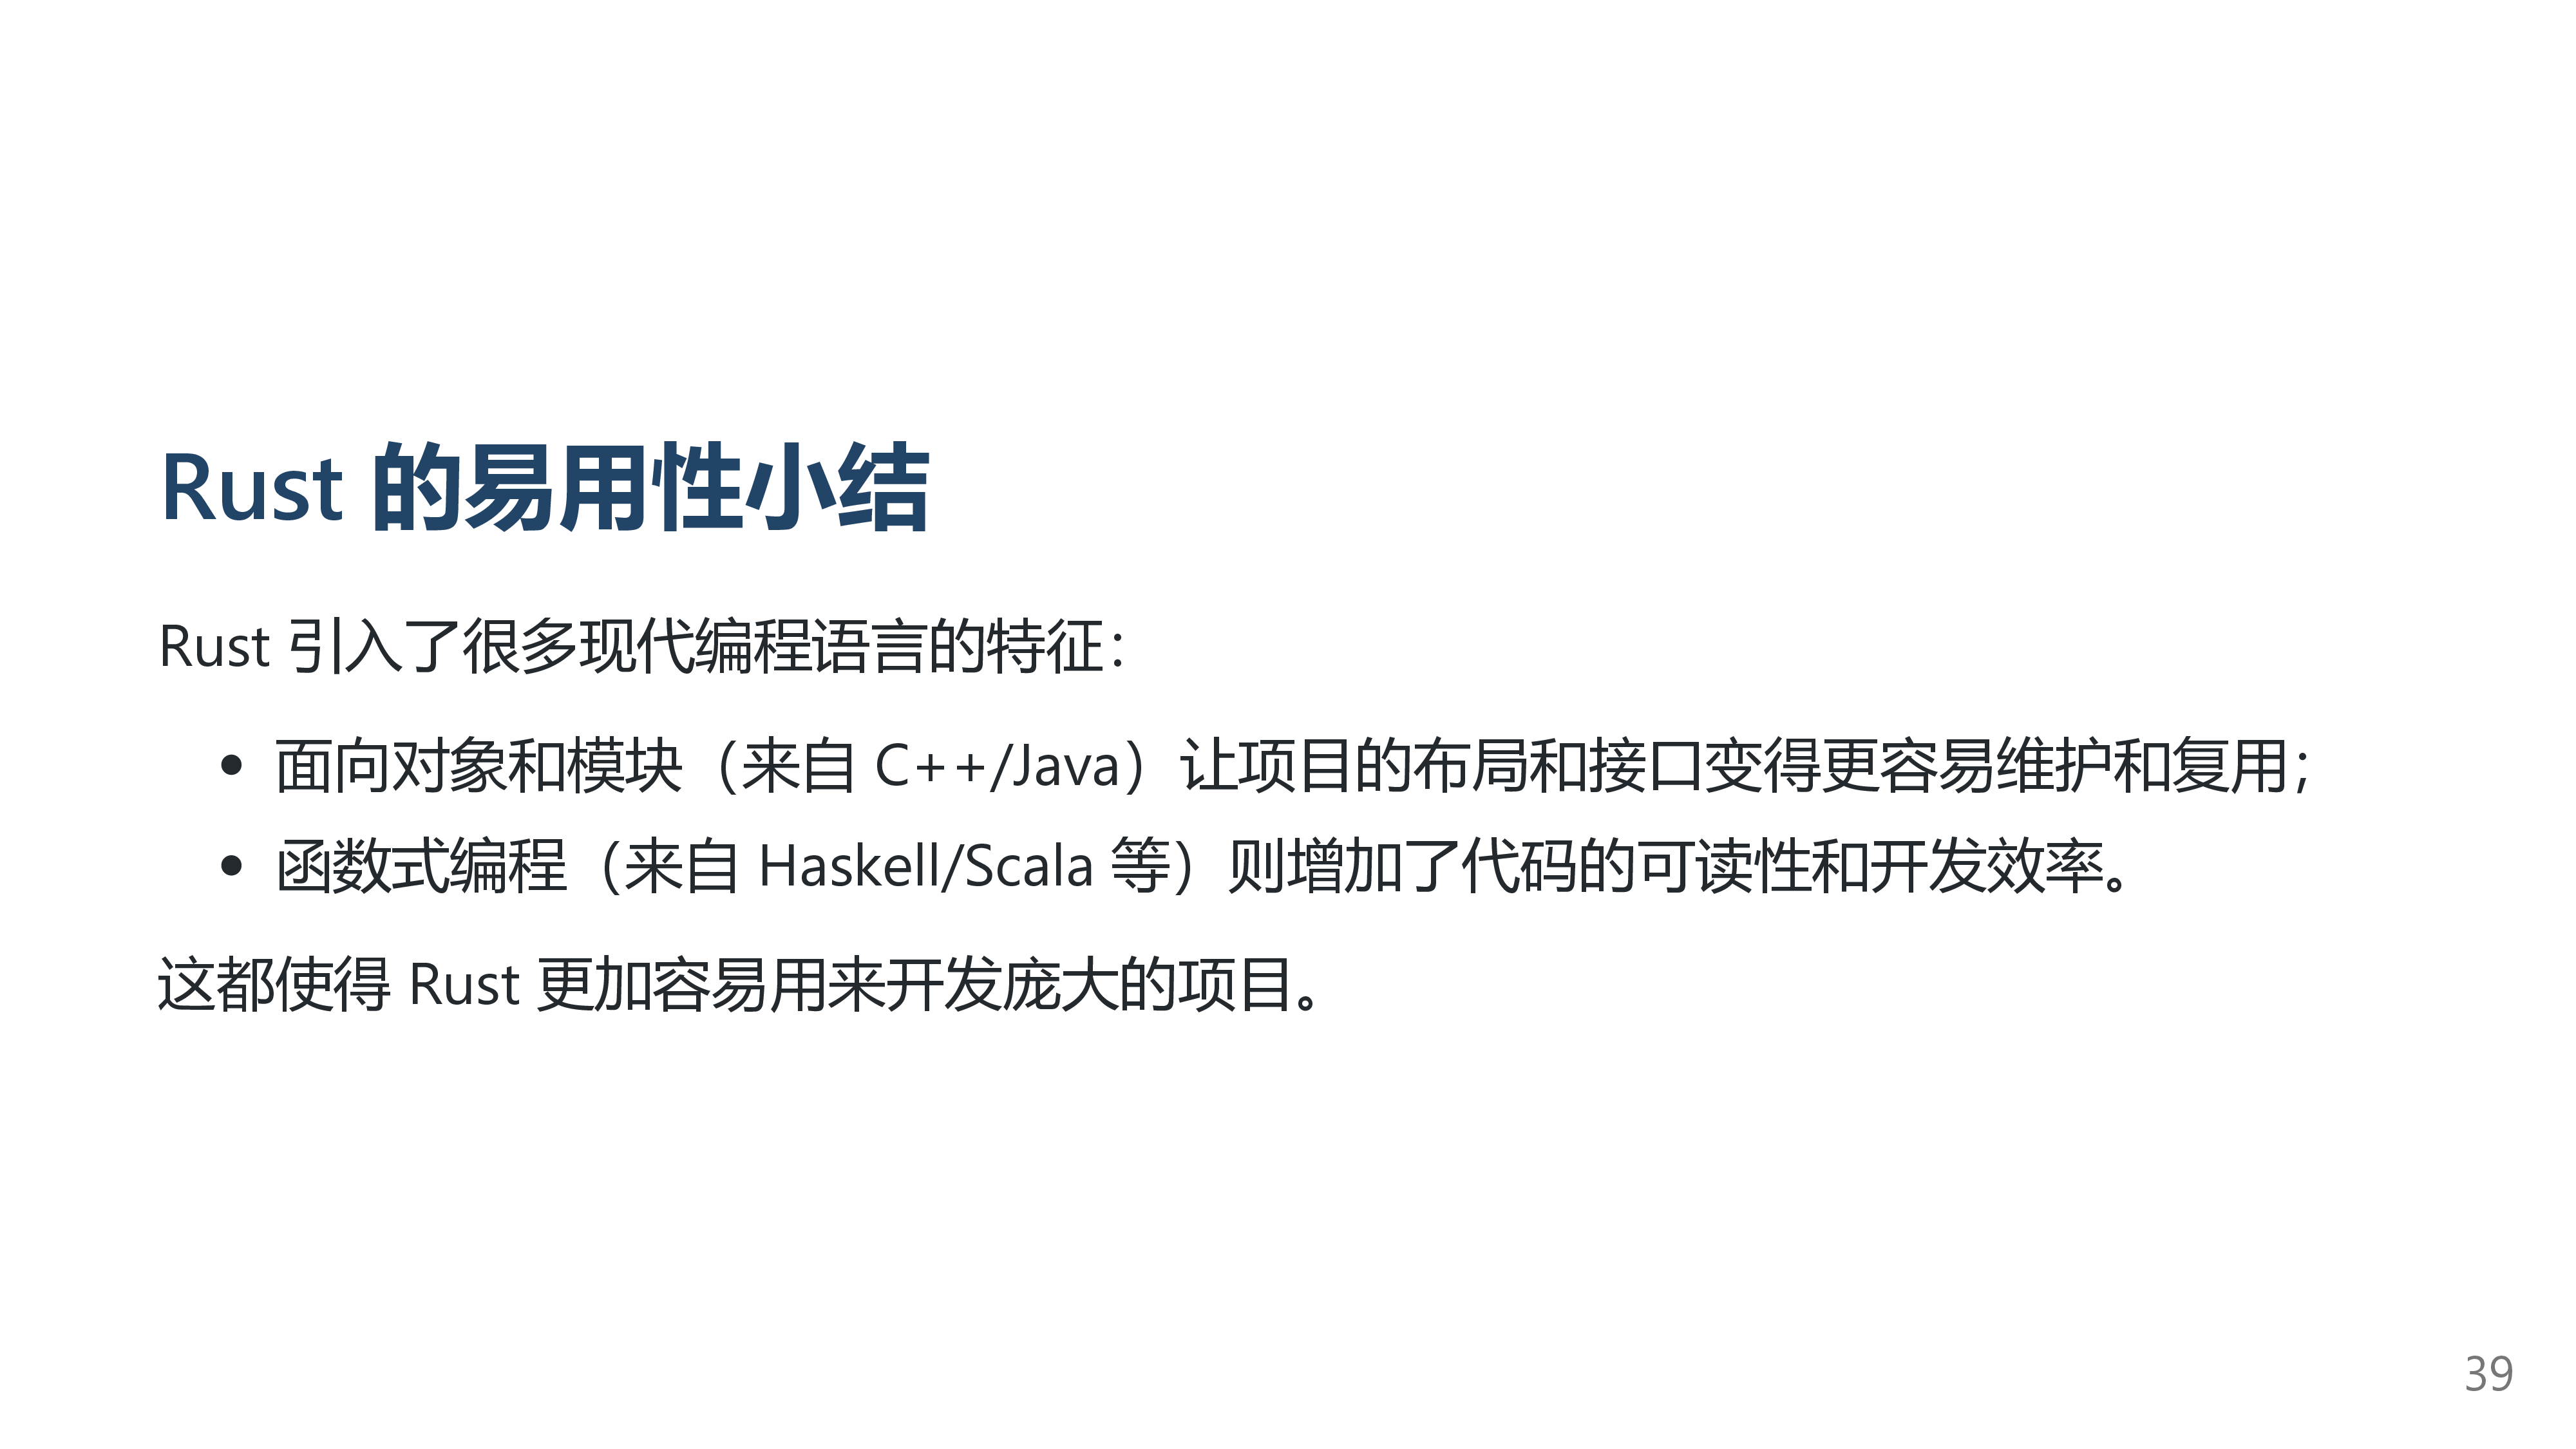 Rust 的易用性小结
Rust 引入了很多现代编程语言的特征：
• 面向对象和模块（来自 C++/Java）让项目的布局和接口变得更容易维护和复用；
• 函数式编程（来自 Haskell/Scala 等）则增加了代码的可读性和开发效率。
这都使得 Rust 更加容易用来开发庞大的项目。
39